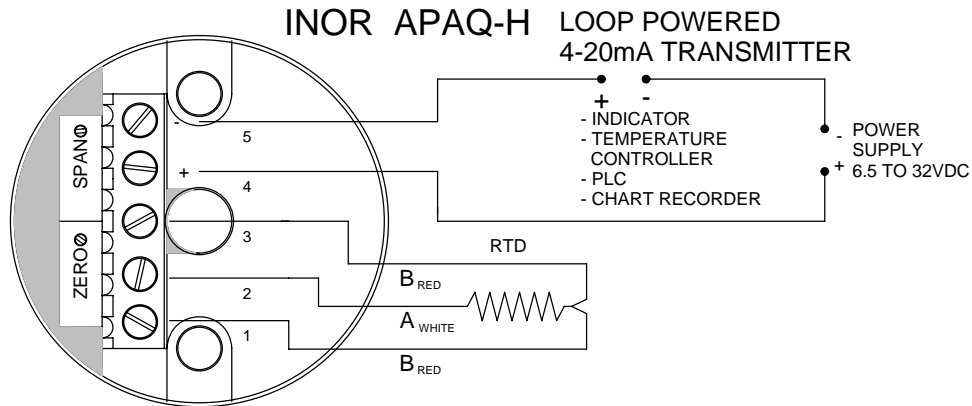 INOR APAQ-H
LOOP POWERED
4-20mA TRANSMITTER
SPAN
ZERO
-
+
5
4
3
2
1
+ -
- INDICATOR
- TEMPERATURE
CONTROLLER
- PLC
- CHART RECORDER
- POWER
SUPPLY
+ 6.5 TO 32VDC
RTD
B RED
A WHITE
B RED